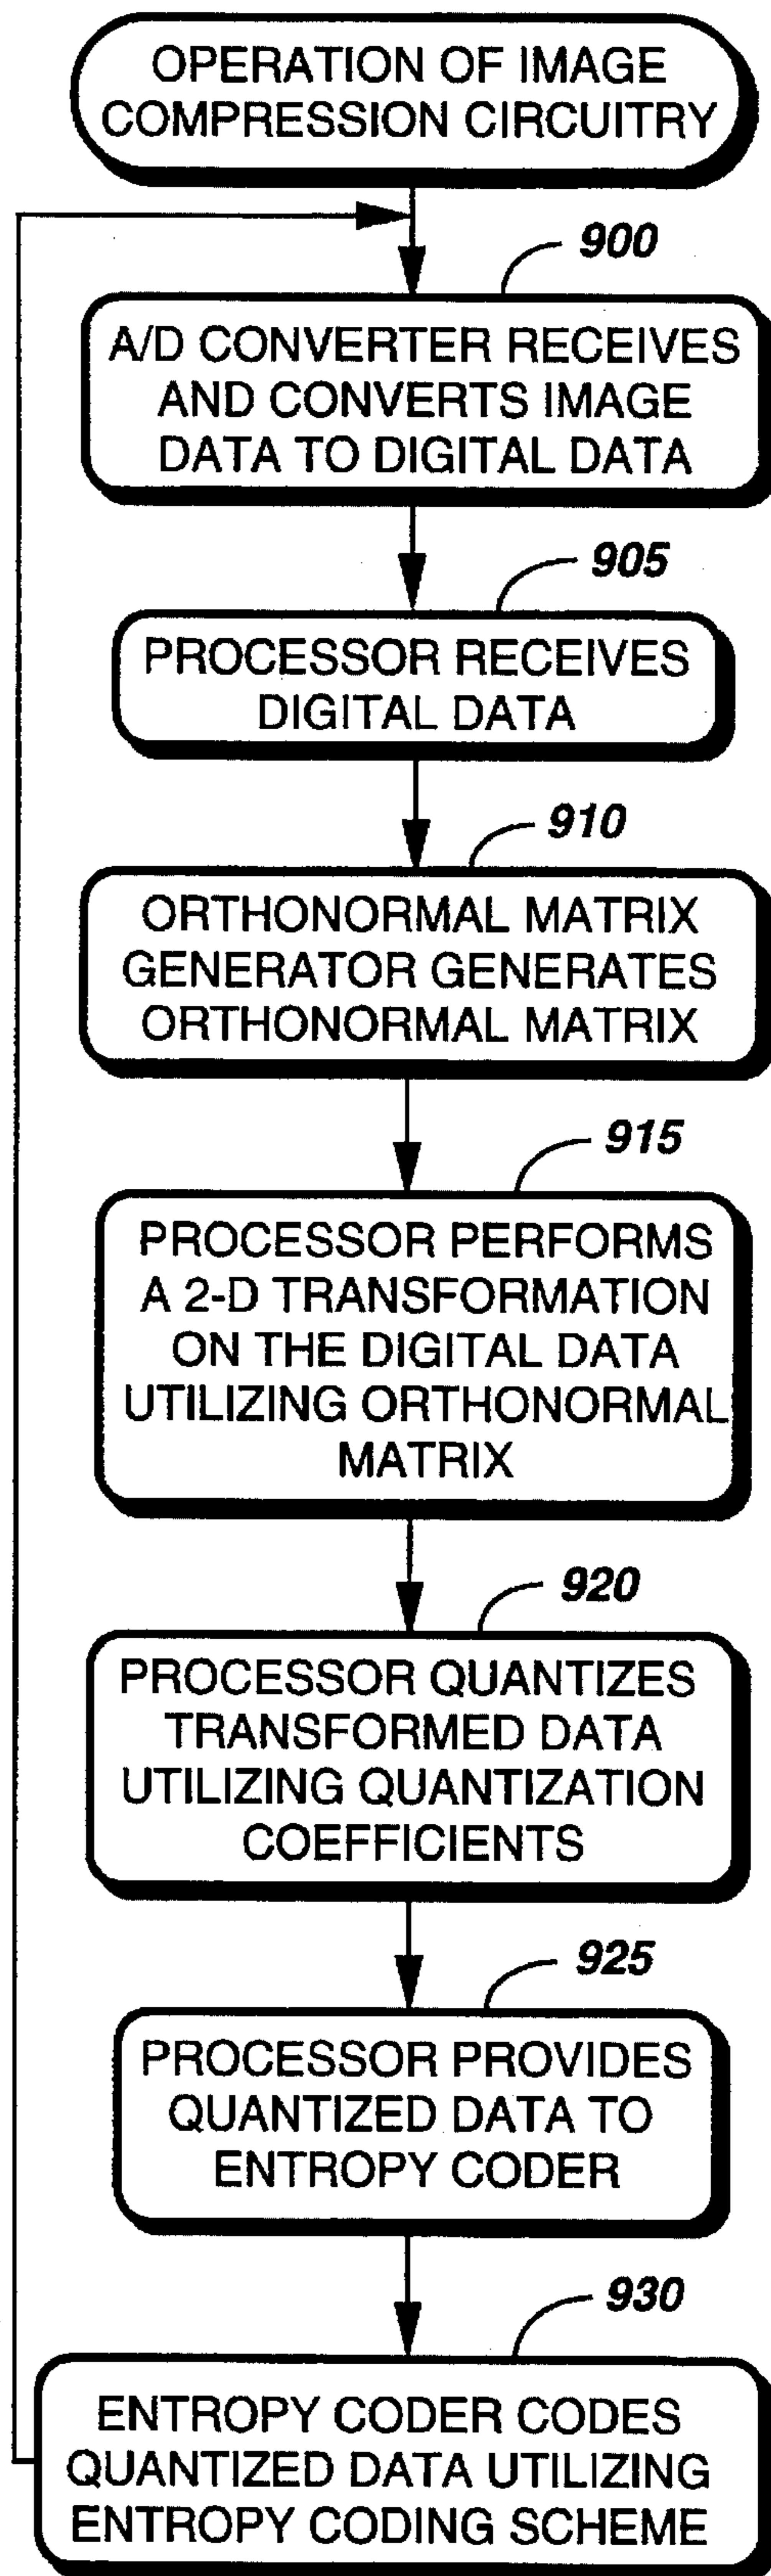 OPERATION OF IMAGE
COMPRESSION CIRCUITRY
900
A/D CONVERTER RECEIVES
AND CONVERTS IMAGE
DATA TO DIGITAL DATA
905
PROCESSOR RECEIVES
DIGITAL DATA
910
ORTHONORMAL MATRIX
GENERATOR GENERATES
ORTHONORMAL MATRIX
915
PROCESSOR PERFORMS
A 2-D TRANSFORMATION
ON THE DIGITAL DATA
UTILIZING ORTHONORMAL
MATRIX
920
PROCESSOR QUANTIZES
TRANSFORMED DATA
UTILIZING QUANTIZATION
COEFFICIENTS
925
PROCESSOR PROVIDES
QUANTIZED DATA TO
ENTROPY CODER
930
ENTROPY CODER CODES
QUANTIZED DATA UTILIZING
ENTROPY CODING SCHEME